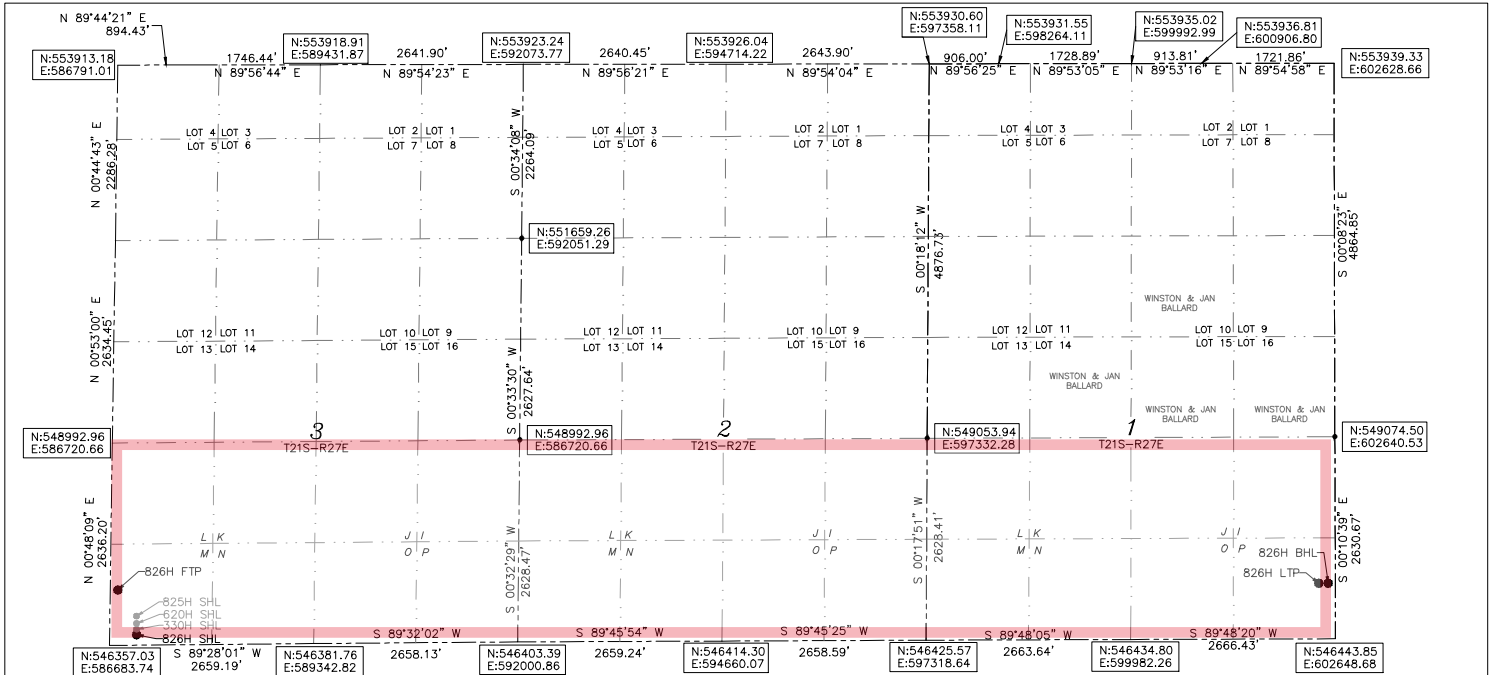 N 89°44'21" E
894.43'
N:553913.18
E:586791.01
1746.44'
N 89°56'44" E
N:553918.91
E:589431.87
2641.90'
N 89°54'23" E
N:553923.24
E:592073.77
2640.45'
N 89°56'21" E
N:553926.04
E:594714.22
2643.90'
N 89°54'04" E
N:553930.60
E:597358.11
906.00'
N 89°56'25" E
N:553931.55
E:598264.11
1728.89'
N 89°53'05" E
N:553935.02
E:599992.99
913.81'
N 89°53'16" E
N:553936.81
E:600906.80
1721.86'
N 89°54'58" E
N:553939.33
E:602628.66
N 00°44'43" E
2286.28'
LOT 4 LOT 3
LOT 5 LOT 6
LOT 2 LOT 1
LOT 7 LOT 8
S 00°34'08" W
2264.09'
LOT 4 LOT 3
LOT 5 LOT 6
LOT 2 LOT 1
LOT 7 LOT 8
LOT 4 LOT 3
LOT 5 LOT 6
LOT 2 LOT 1
LOT 7 LOT 8
N:551659.26
E:592051.29
S 00°18'12" W
4876.73'
S 00°08'23" E
4864.85'
WINSTON & JAN
BALLARD
N 00°53'00" E
2634.45'
LOT 12 LOT 11
LOT 13 LOT 14
LOT 10 LOT 9
LOT 15 LOT 16
S 00°33'30" W
2627.64'
LOT 12 LOT 11
LOT 13 LOT 14
LOT 10 LOT 9
LOT 15 LOT 16
LOT 12 LOT 11
LOT 13 LOT 14
LOT 10 LOT 9
LOT 15 LOT 16
WINSTON & JAN
BALLARD
WINSTON & JAN
BALLARD
WINSTON & JAN
BALLARD
N:548992.96
E:586720.66
3
T21S-R27E
N:548992.96
E:586720.66
2
T21S-R27E
N:549053.94
E:597332.28
1
T21S-R27E
N:549074.50
E:602640.53
N 00°48'09" E
2636.20'
L K
M N
J I
O P
S 00°32'29" W
2628.47'
L K
M N
J I
O P
S 00°17'51" W
2628.41'
L K
M N
J I
O P
S 00°10'39" E
2630.67'
826H BHL
826H LTP
826H FTP
825H SHL
620H SHL
330H SHL
826H SHL
N:546357.03
E:586683.74
S 89°28'01" W
2659.19'
N:546381.76
E:589342.82
S 89°32'02" W
2658.13'
N:546403.39
E:592000.86
S 89°45'54" W
2659.24'
N:546414.30
E:594660.07
S 89°45'25" W
2658.59'
N:546425.57
E:597318.64
S 89°48'05" W
2663.64'
N:546434.80
E:599982.26
S 89°48'20" W
2666.43'
N:546443.85
E:602648.68